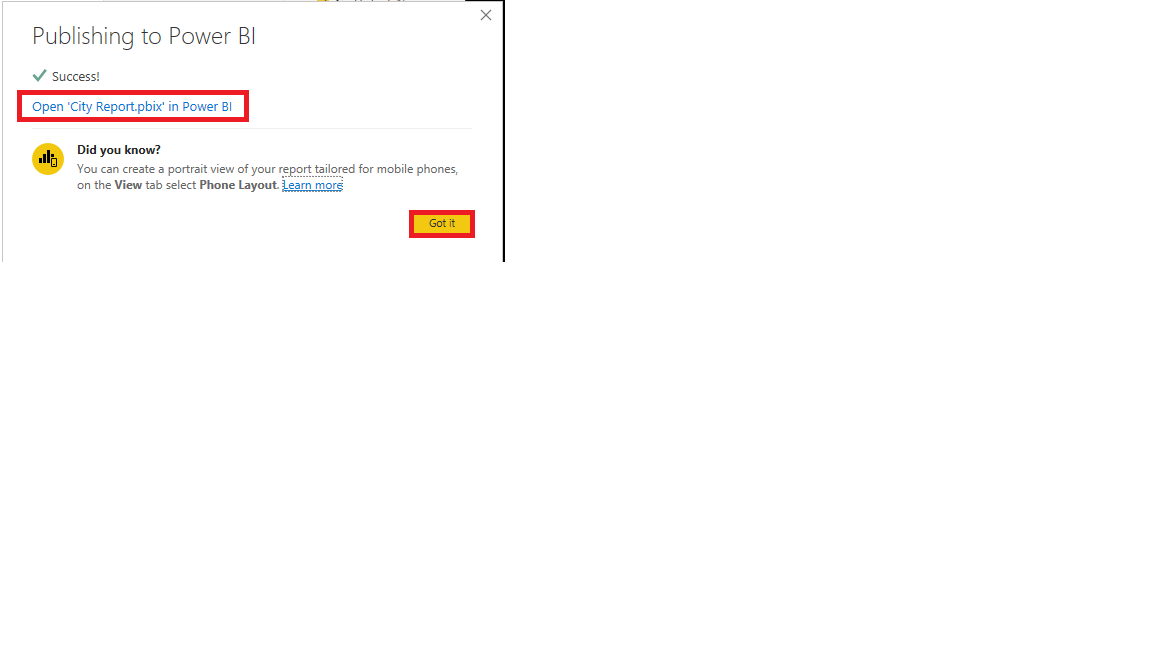 Publishing to Power BI
Success!
Open 'City Report.pbix' in Power BI
Did you know?
You can create a portrait view of your report tailored for mobile phones,
on the View tab select Phone Layout. Learn more
Got it